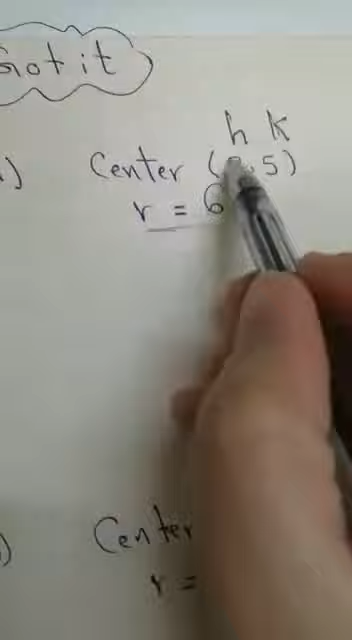 Got it
h k
Center ( , 5)
r = 6
Center
r =